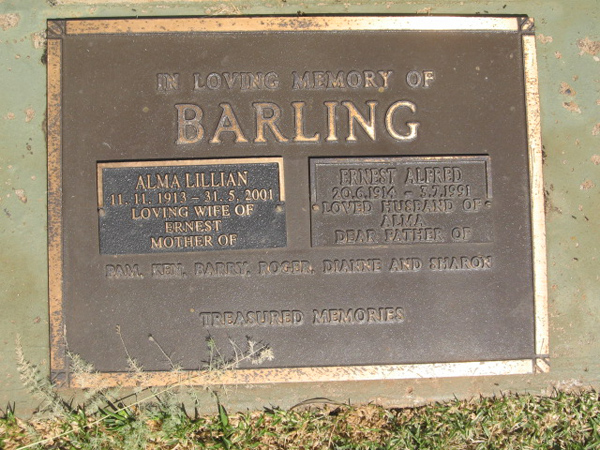 IN LOVING MEMORY OF
BARLING
ALMA LILLIAN
11. 11. 1913 - 31. 5. 2001
LOVING WIFE OF
ERNEST
MOTHER OF
ERNEST ALFRED
20.6.1914 - 3.7.1991
LOVED HUSBAND OF
ALMA
DEAR FATHER OF
PAM, KEN, BARRY, ROGER, DIANNE AND SHARON
TREASURED MEMORIES